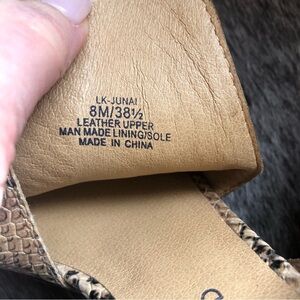 LK-JUNAI
8M/38½
LEATHER UPPER
MAN MADE LINING/SOLE
MADE IN CHINA